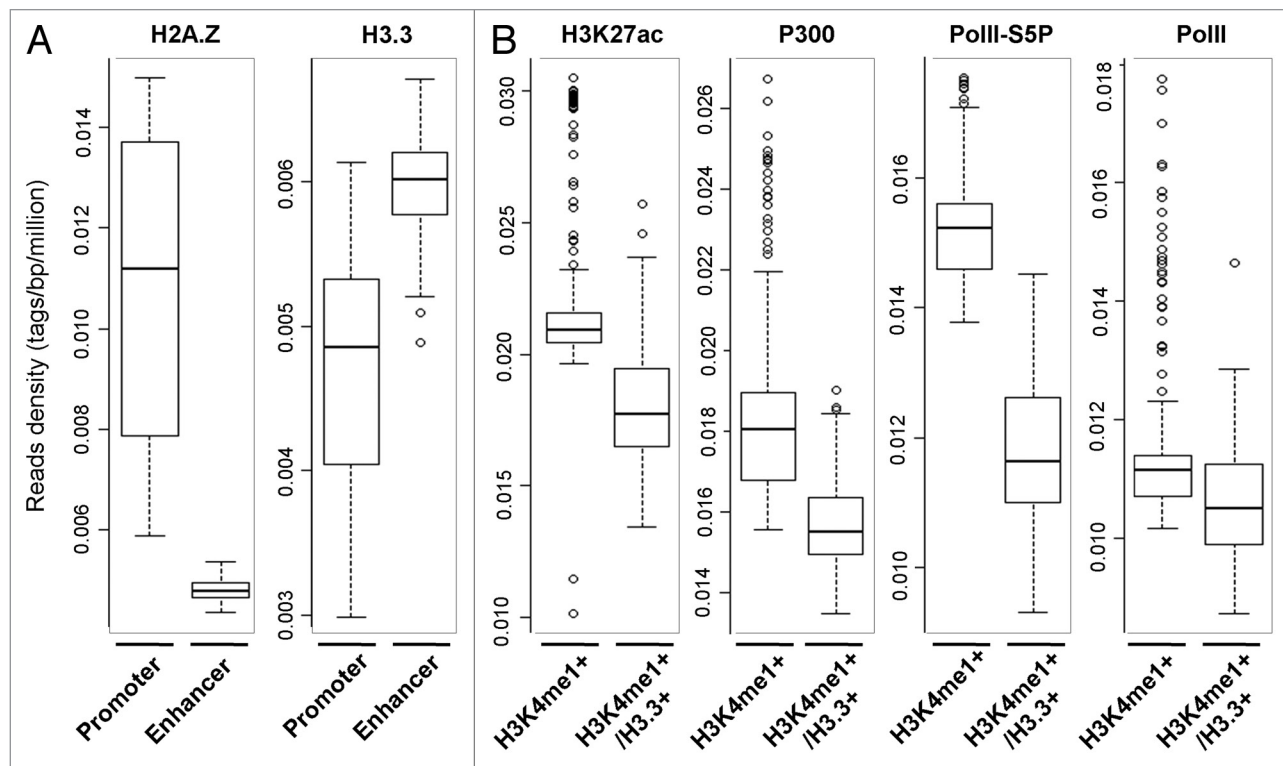 A
H2A.Z
H3.3
Reads density (tags/bp/million)
0.014
0.012
0.010
0.008
0.006
0.006
0.005
0.004
0.003
Promoter
Enhancer
Promoter
Enhancer
B
H3K27ac
P300
PolII-S5P
PolII
0.030
0.025
0.020
0.015
0.010
0.026
0.024
0.022
0.020
0.018
0.016
0.014
0.016
0.014
0.012
0.010
0.018
0.016
0.014
0.012
0.010
H3K4me1+
H3K4me1+
/H3.3+
H3K4me1+
H3K4me1+
/H3.3+
H3K4me1+
H3K4me1+
/H3.3+
H3K4me1+
H3K4me1+
/H3.3+